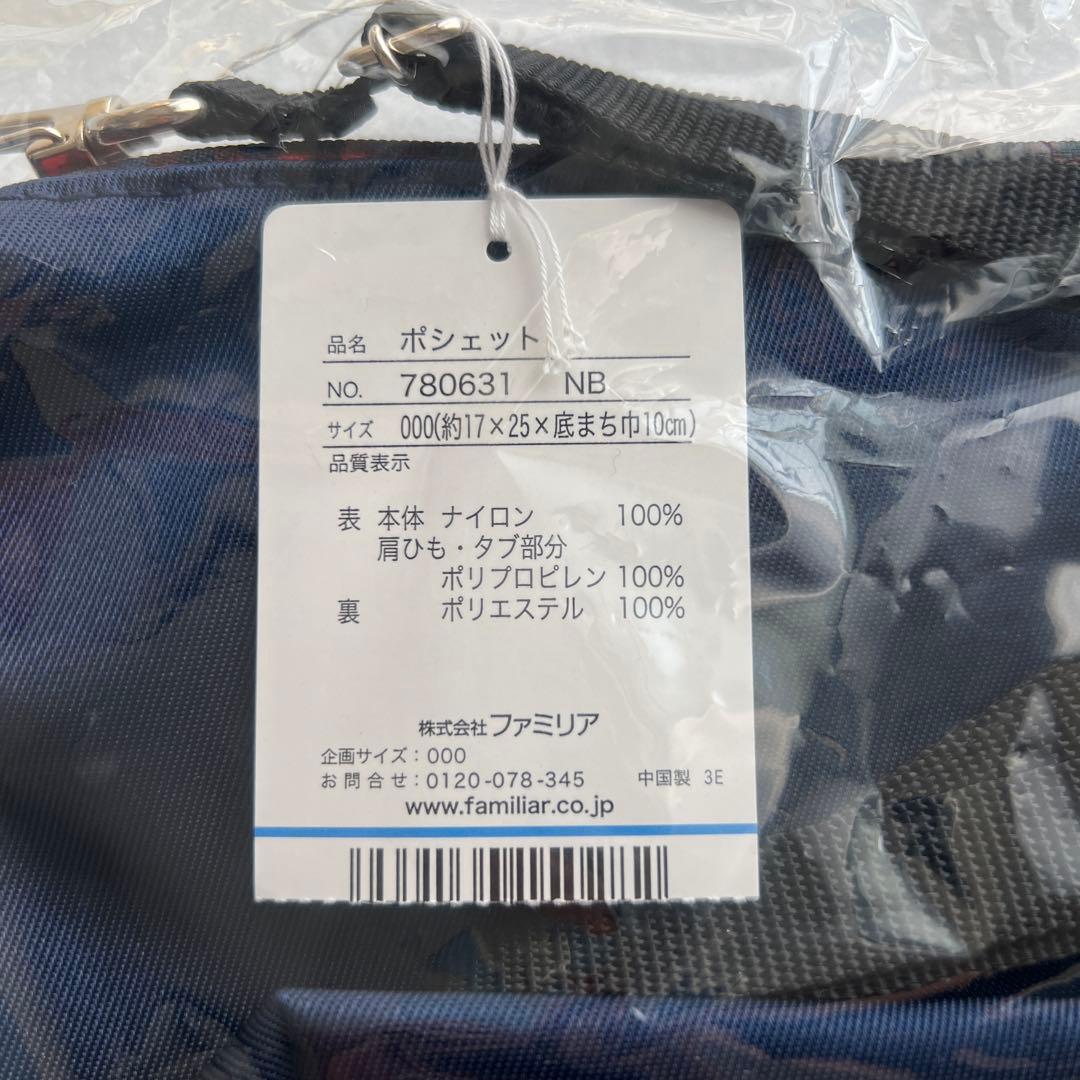 品名 ポシェット
NO. 780631 NB
サイズ 000(約17×25×底まち巾10cm)
品質表示
表 本体 ナイロン 100%
肩ひも・タブ部分
ポリプロピレン 100%
裏 ポリエステル 100%
株式会社ファミリア
企画サイズ:000
お問合せ:0120-078-345 中国製 3E
www.familiar.co.jp